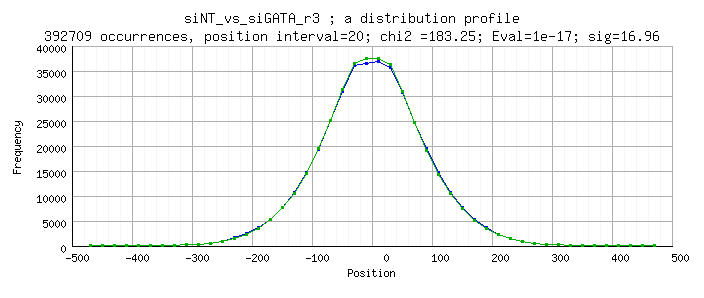 siNT_vs_siGATA_r3 ; a distribution profile
392709 occurrences, position interval=20; chi2 =183.25; Eval=1e-17; sig=16.96
40000
35000
30000
25000
20000
15000
10000
5000
0
Frequency
-500 -400 -300 -200 -100 0 100 200 300 400 500
Position